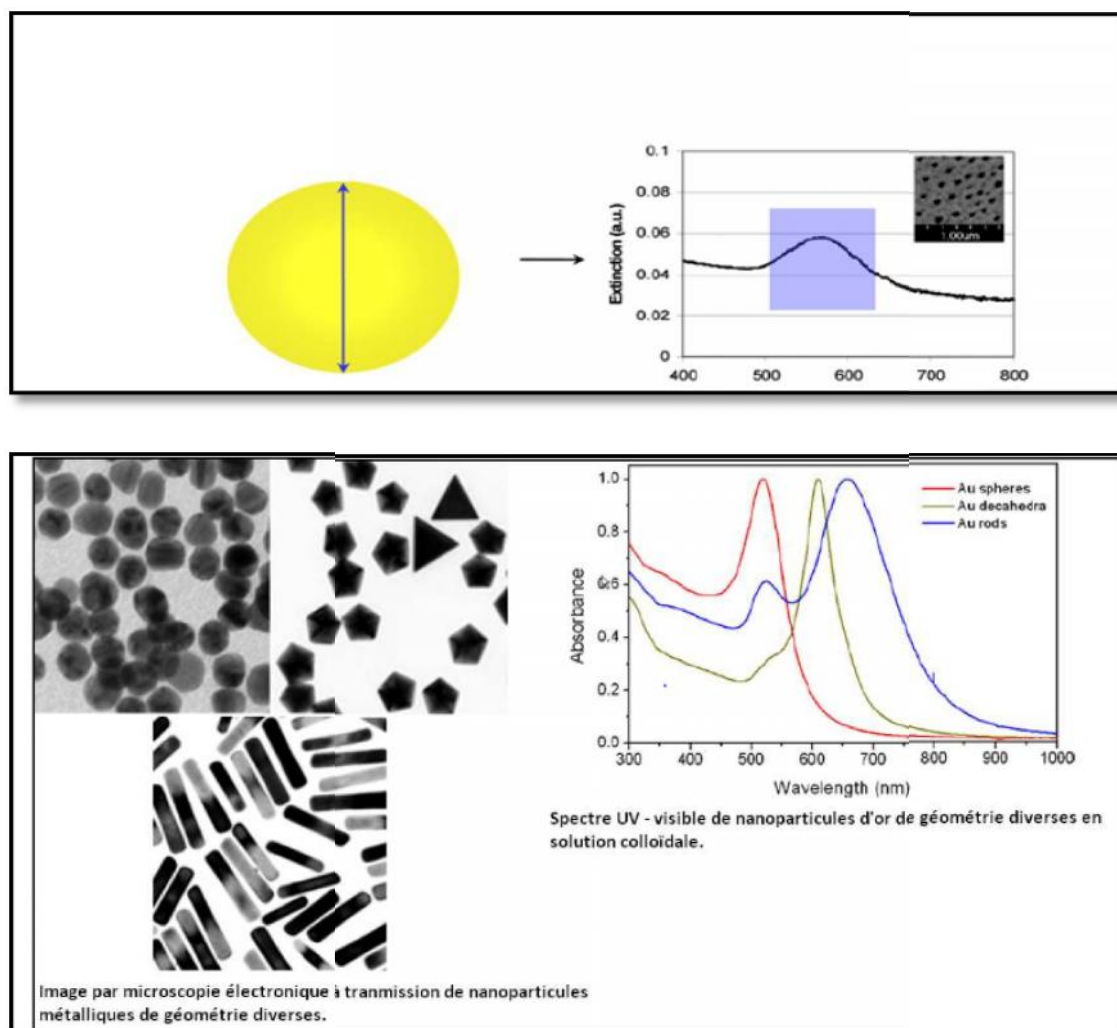 0.1
0.08
0.06
0.04
0.02
0
Extinction (a.u.)
400 500 600 700 800
1.00um
1.0
0.8
0.4
0.2
0.0
Absorbance
Au spheres
Au decahedra
Au rods
300 400 500 600 700 800 900 1000
Wavelength (nm)
Spectre UV - visible de nanoparticules d'or de géométrie diverses en
solution colloïdale.
Image par microscopie électronique à tranmission de nanoparticules
métalliques de géométrie diverses.